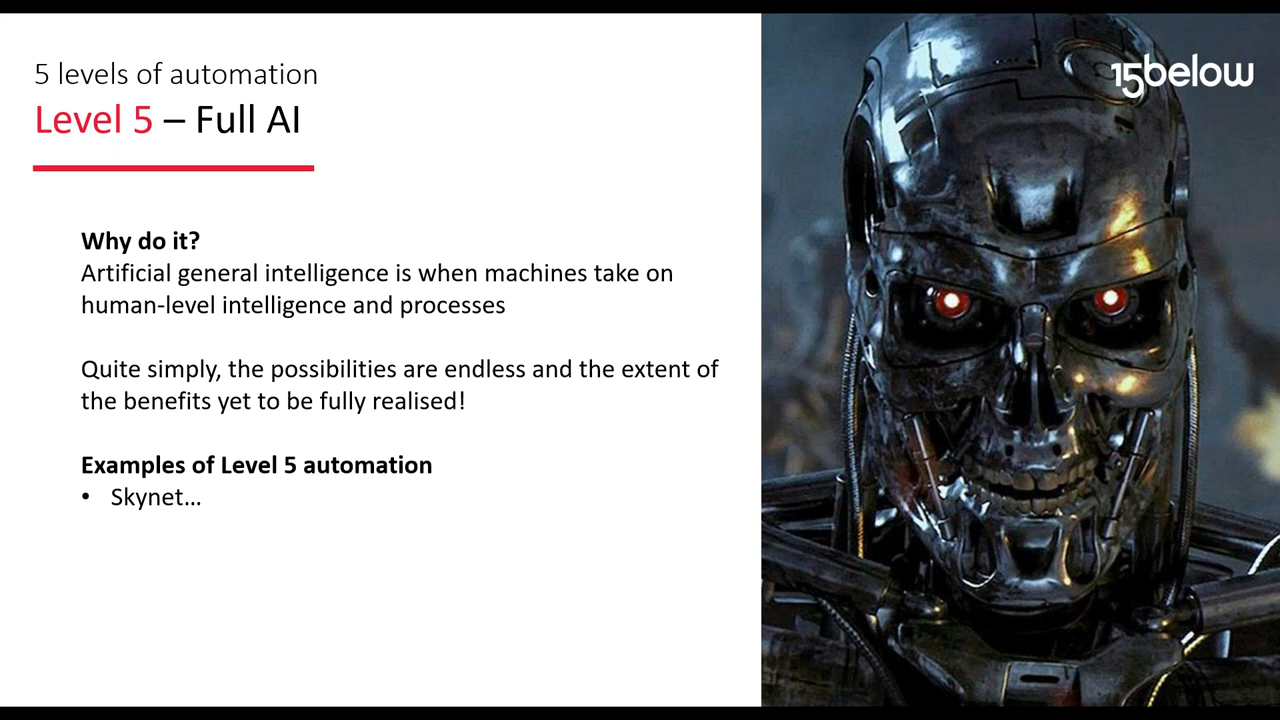 5 levels of automation
Level 5 – Full AI
15below
Why do it?
Artificial general intelligence is when machines take on
human-level intelligence and processes
Quite simply, the possibilities are endless and the extent of
the benefits yet to be fully realised!
Examples of Level 5 automation
• Skynet...